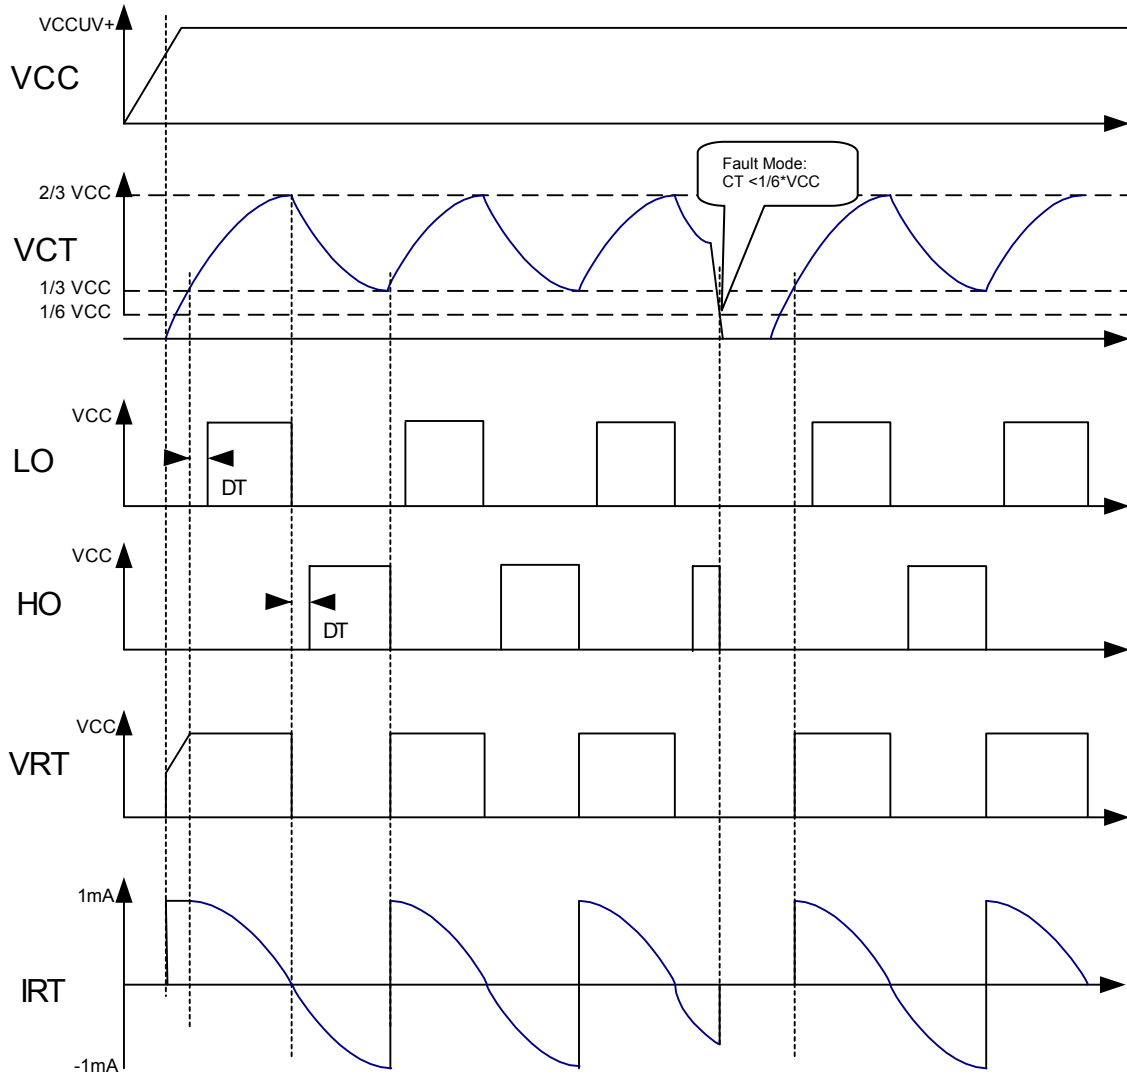 VCCUV+
VCC
Fault Mode:
CT <1/6*VCC
2/3 VCC
VCT
1/3 VCC
1/6 VCC
VCC
LO
DT
VCC
HO
DT
VCC
VRT
1mA
IRT
-1mA